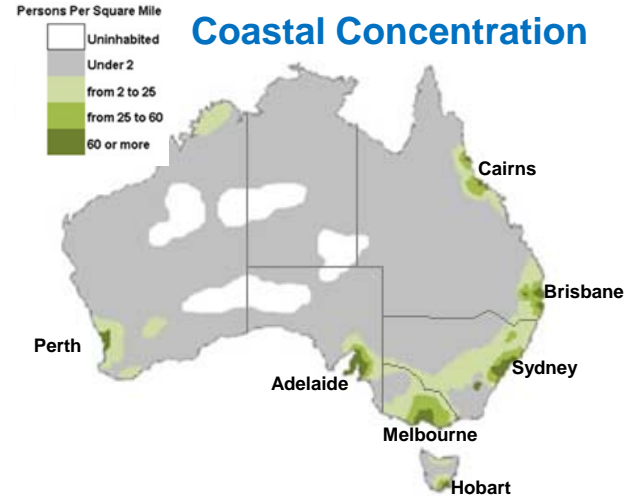 Persons Per Square Mile
Coastal Concentration
Uninhabited
Under 2
from 2 to 25
from 25 to 60
60 or more
Cairns
Brisbane
Perth
Sydney
Adelaide
Melbourne
Hobart